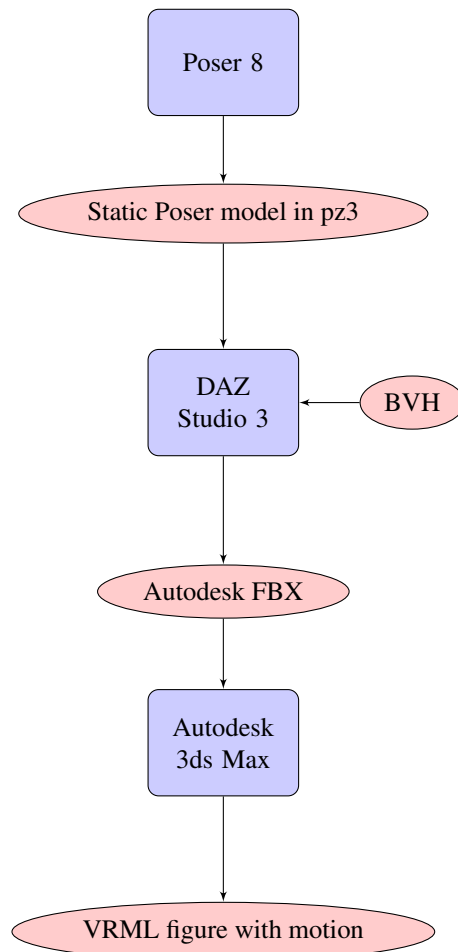 Poser 8
Static Poser model in pz3
DAZ
Studio 3
BVH
Autodesk FBX
Autodesk
3ds Max
VRML figure with motion